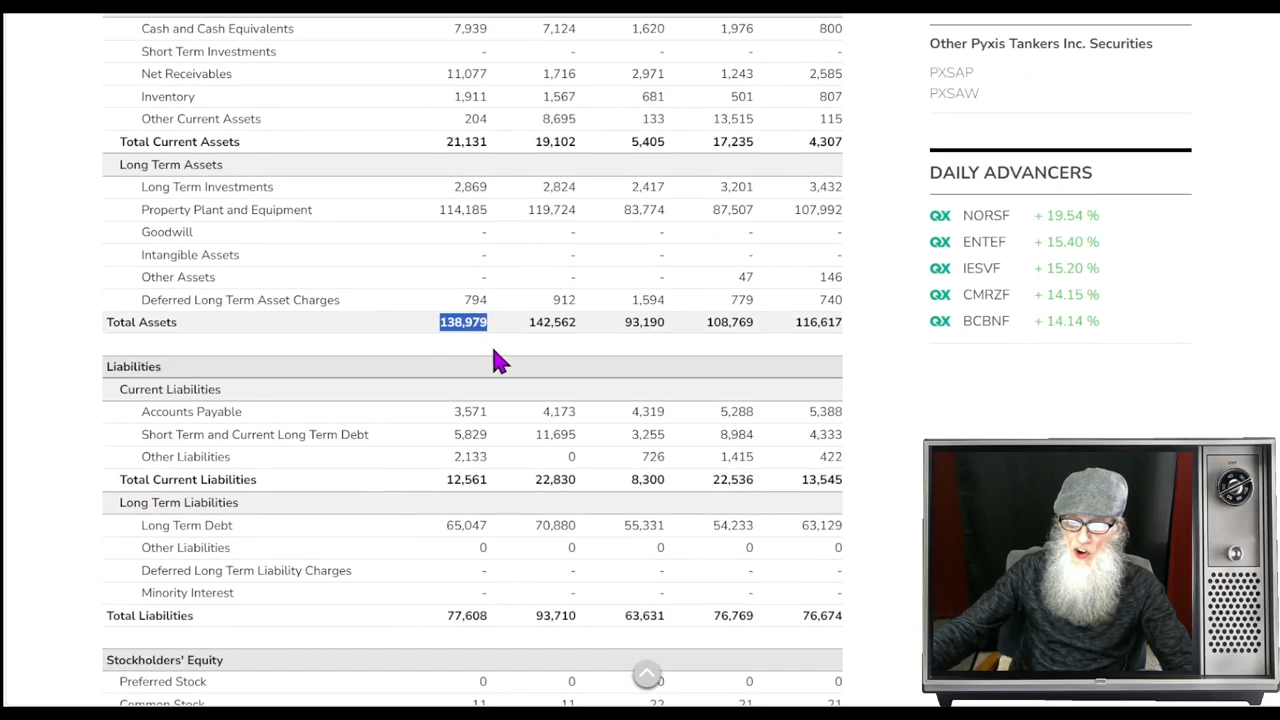 Cash and Cash Equivalents 7,939 7,124 1,620 1,976 800
Short Term Investments - - - - -
Net Receivables 11,077 1,716 2,971 1,243 2,585
Inventory 1,911 1,567 681 501 807
Other Current Assets 204 8,695 133 13,515 115
Total Current Assets 21,131 19,102 5,405 17,235 4,307
Long Term Assets
Long Term Investments 2,869 2,824 2,417 3,201 3,432
Property Plant and Equipment 114,185 119,724 83,774 87,507 107,992
Goodwill - - - - -
Intangible Assets - - - - -
Other Assets - - - 47 146
Deferred Long Term Asset Charges 794 912 1,594 779 740
Total Assets 138,979 142,562 93,190 108,769 116,617
Liabilities
Current Liabilities
Accounts Payable 3,571 4,173 4,319 5,288 5,388
Short Term and Current Long Term Debt 5,829 11,695 3,255 8,984 4,333
Other Liabilities 2,133 0 726 1,415 422
Total Current Liabilities 12,561 22,830 8,300 22,536 13,545
Long Term Liabilities
Long Term Debt 65,047 70,880 55,331 54,233 63,129
Other Liabilities 0 0 0 0 0
Deferred Long Term Liability Charges - - - - -
Minority Interest - - - - -
Total Liabilities 77,608 93,710 63,631 76,769 76,674
Stockholders' Equity
Preferred Stock 0 0 0 0 0
Common Stock 11 11 22 21 21
Other Pyxis Tankers Inc. Securities
PXSAP
PXSAW
DAILY ADVANCERS
QX NORSF + 19.54 %
QX ENTEF + 15.40 %
QX IESVF + 15.20 %
QX CMRZF + 14.15 %
QX BCBNF + 14.14 %